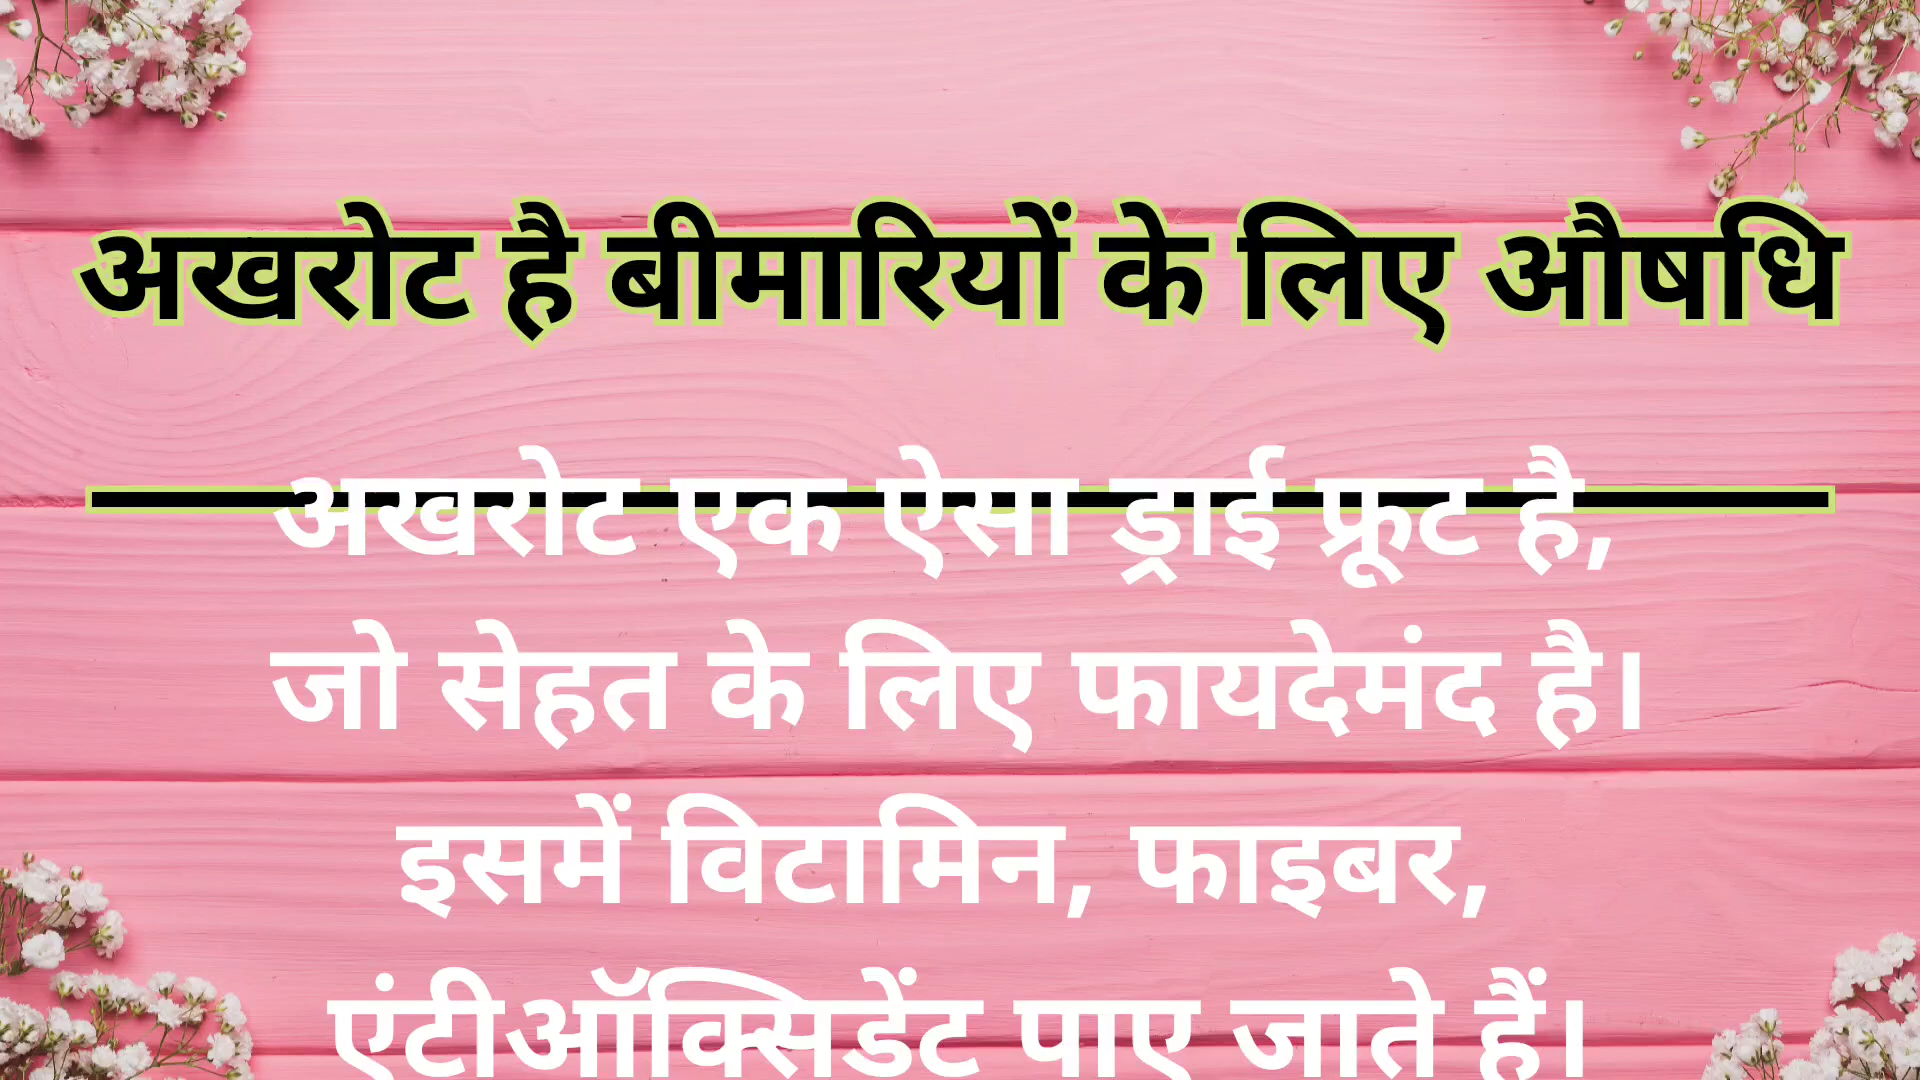 अखरोट है बीमारियों के लिए औषधि
अखरोट एक ऐसा ड्राई फ्रूट है,
जो सेहत के लिए फायदेमंद है।
इसमें विटामिन, फाइबर,
एंटीऑक्सिडेंट पाए जाते हैं।